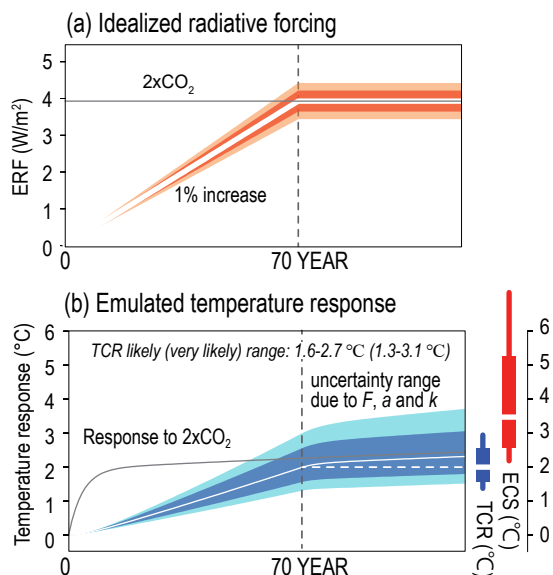 (a) Idealized radiative forcing
5
4
3
2
1
0
ERF (W/m²)
2xCO₂
1% increase
0
70 YEAR
(b) Emulated temperature response
6
5
4
3
2
1
0
Temperature response (°C)
TCR likely (very likely) range: 1.6-2.7 °C (1.3-3.1 °C)
uncertainty range
due to F, a and k
Response to 2xCO₂
0
70 YEAR
TCR (°C)
ECS (°C)
6
5
4
3
2
1
0